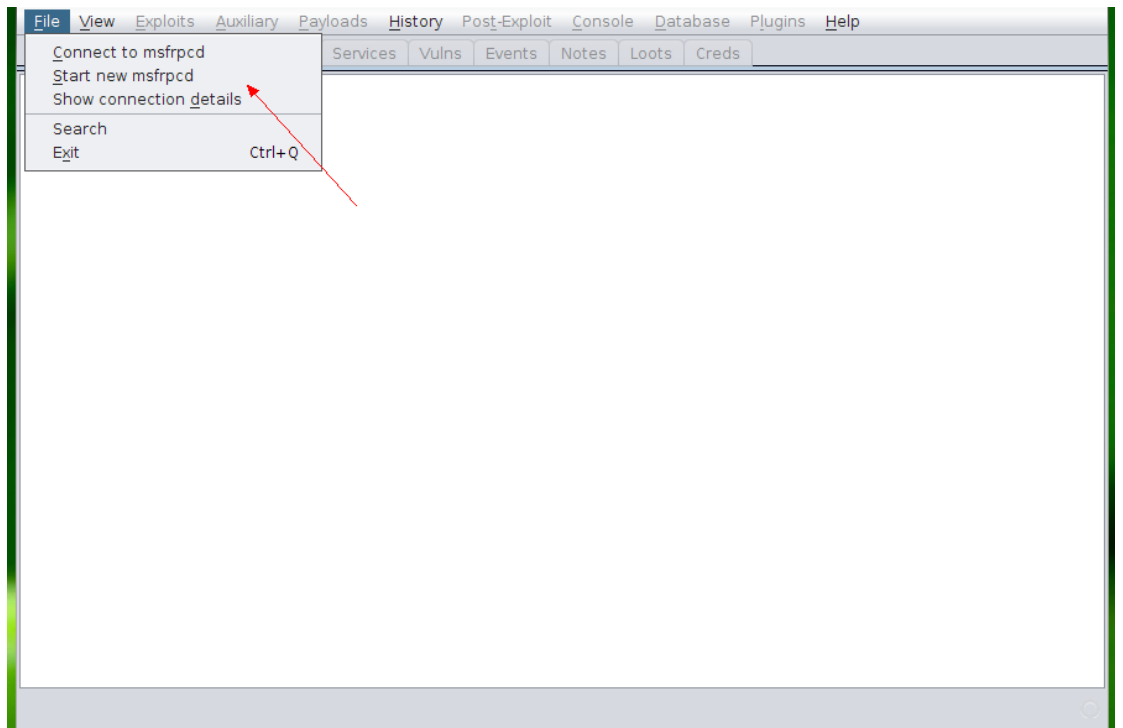 File View Exploits Auxiliary Payloads History Post-Exploit Console Database Plugins Help
Services Vulns Events Notes Loots Creds
Connect to msfrpcd
Start new msfrpcd
Show connection details
Search
Exit Ctrl+Q